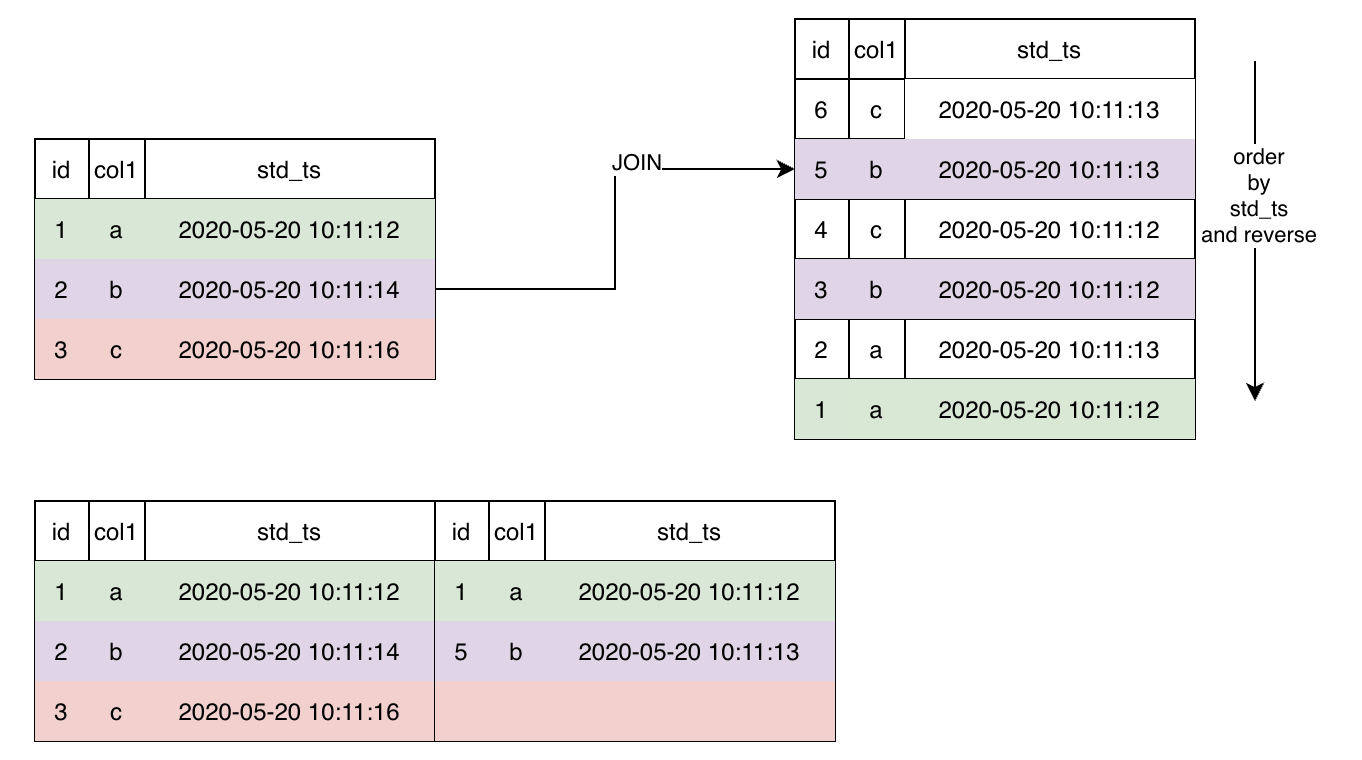 id col1 std_ts
6 c 2020-05-20 10:11:13
5 b 2020-05-20 10:11:13
4 c 2020-05-20 10:11:12
3 b 2020-05-20 10:11:12
2 a 2020-05-20 10:11:13
1 a 2020-05-20 10:11:12
order
by
std_ts
and reverse
JOIN
id col1 std_ts
1 a 2020-05-20 10:11:12
2 b 2020-05-20 10:11:14
3 c 2020-05-20 10:11:16
id col1 std_ts id col1 std_ts
1 a 2020-05-20 10:11:12 1 a 2020-05-20 10:11:12
2 b 2020-05-20 10:11:14 5 b 2020-05-20 10:11:13
3 c 2020-05-20 10:11:16